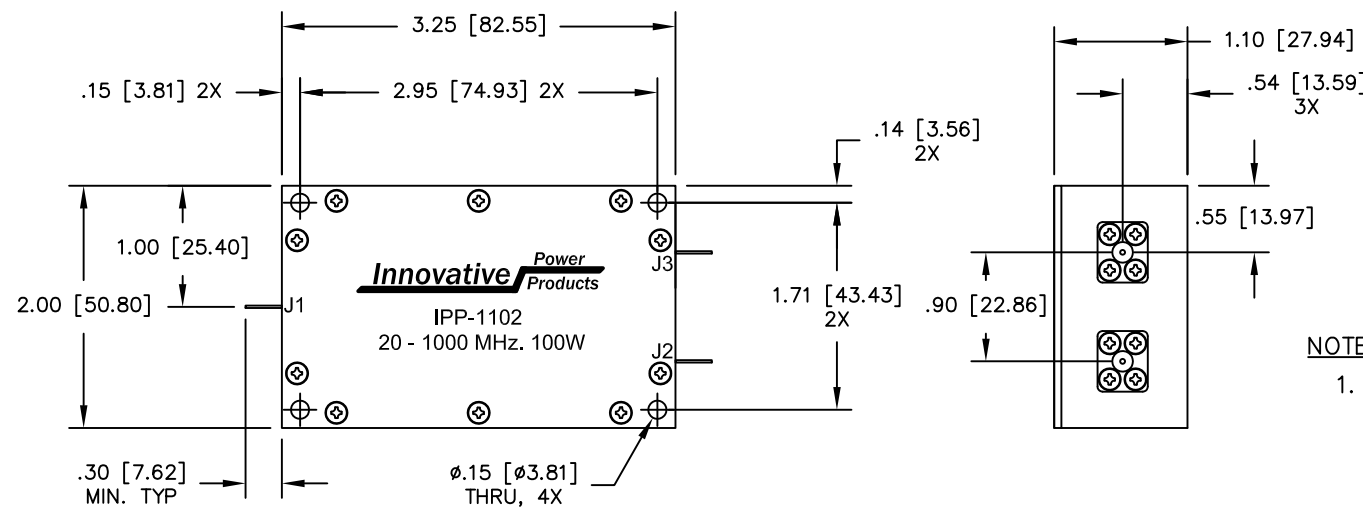 3.25 [82.55]
.15 [3.81] 2X
2.95 [74.93] 2X
.14 [3.56]
2X
1.00 [25.40]
2.00 [50.80]
J1
J3
J2
Innovative Power
Products
IPP-1102
20 - 1000 MHz. 100W
1.71 [43.43]
2X
.30 [7.62]
MIN. TYP
ø.15 [ø3.81]
THRU, 4X
1.10 [27.94]
.54 [13.59]
3X
.55 [13.97]
.90 [22.86]
NOTE
1.